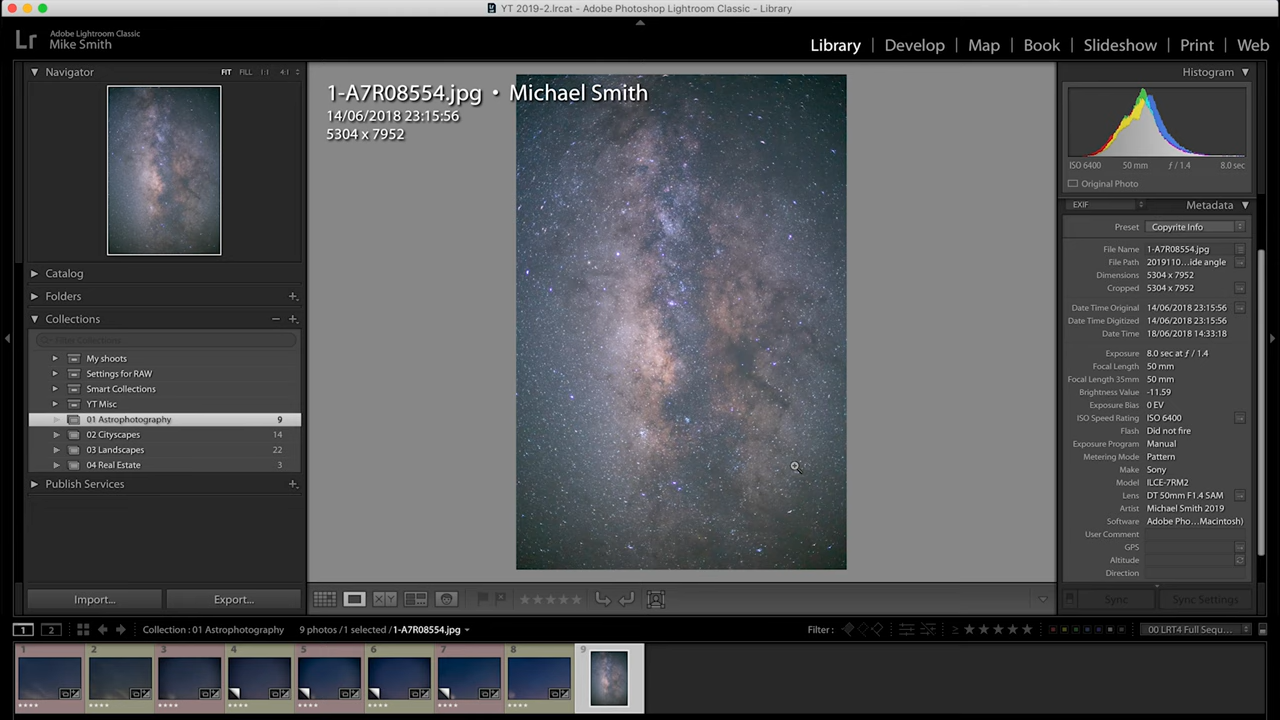 YT 2019-2.lrcat - Adobe Photoshop Lightroom Classic - Library
Lr
Adobe Lightroom Classic
Mike Smith
Library | Develop | Map | Book | Slideshow | Print | Web
Navigator
FIT FILL 1:1 4:1
Catalog
Folders
Collections
My shoots
Settings for RAW
Smart Collections
YT Misc
01 Astrophotography 9
02 Cityscapes 14
03 Landscapes 22
04 Real Estate 3
Publish Services
Import...
Export...
1-A7R08554.jpg • Michael Smith
14/06/2018 23:15:56
5304 x 7952
Histogram
ISO 6400 50 mm ƒ / 1.4 8.0 sec
Original Photo
EXIF Metadata
Preset Copyrite Info
File Name 1-A7R08554.jpg
File Path 2019110...ide angle
Dimensions 5304 x 7952
Cropped 5304 x 7952
Date Time Original 14/06/2018 23:15:56
Date Time Digitized 14/06/2018 23:15:56
Date Time 18/06/2018 14:33:18
Exposure 8.0 sec at ƒ / 1.4
Focal Length 50 mm
Focal Length 35mm 50 mm
Brightness Value -11.59
Exposure Bias 0 EV
ISO Speed Rating ISO 6400
Flash Did not fire
Exposure Program Manual
Metering Mode Pattern
Make Sony
Model ILCE-7RM2
Lens DT 50mm F1.4 SAM
Artist Michael Smith 2019
Software Adobe Pho...Macintosh)
User Comment
GPS
Altitude
Direction
Sync
Sync Settings
XY
1 2 Collection : 01 Astrophotography 9 photos / 1 selected / 1-A7R08554.jpg
Filter : 00 LRT4 Full Sequ...
1 2 3 4 5 6 7 8 9